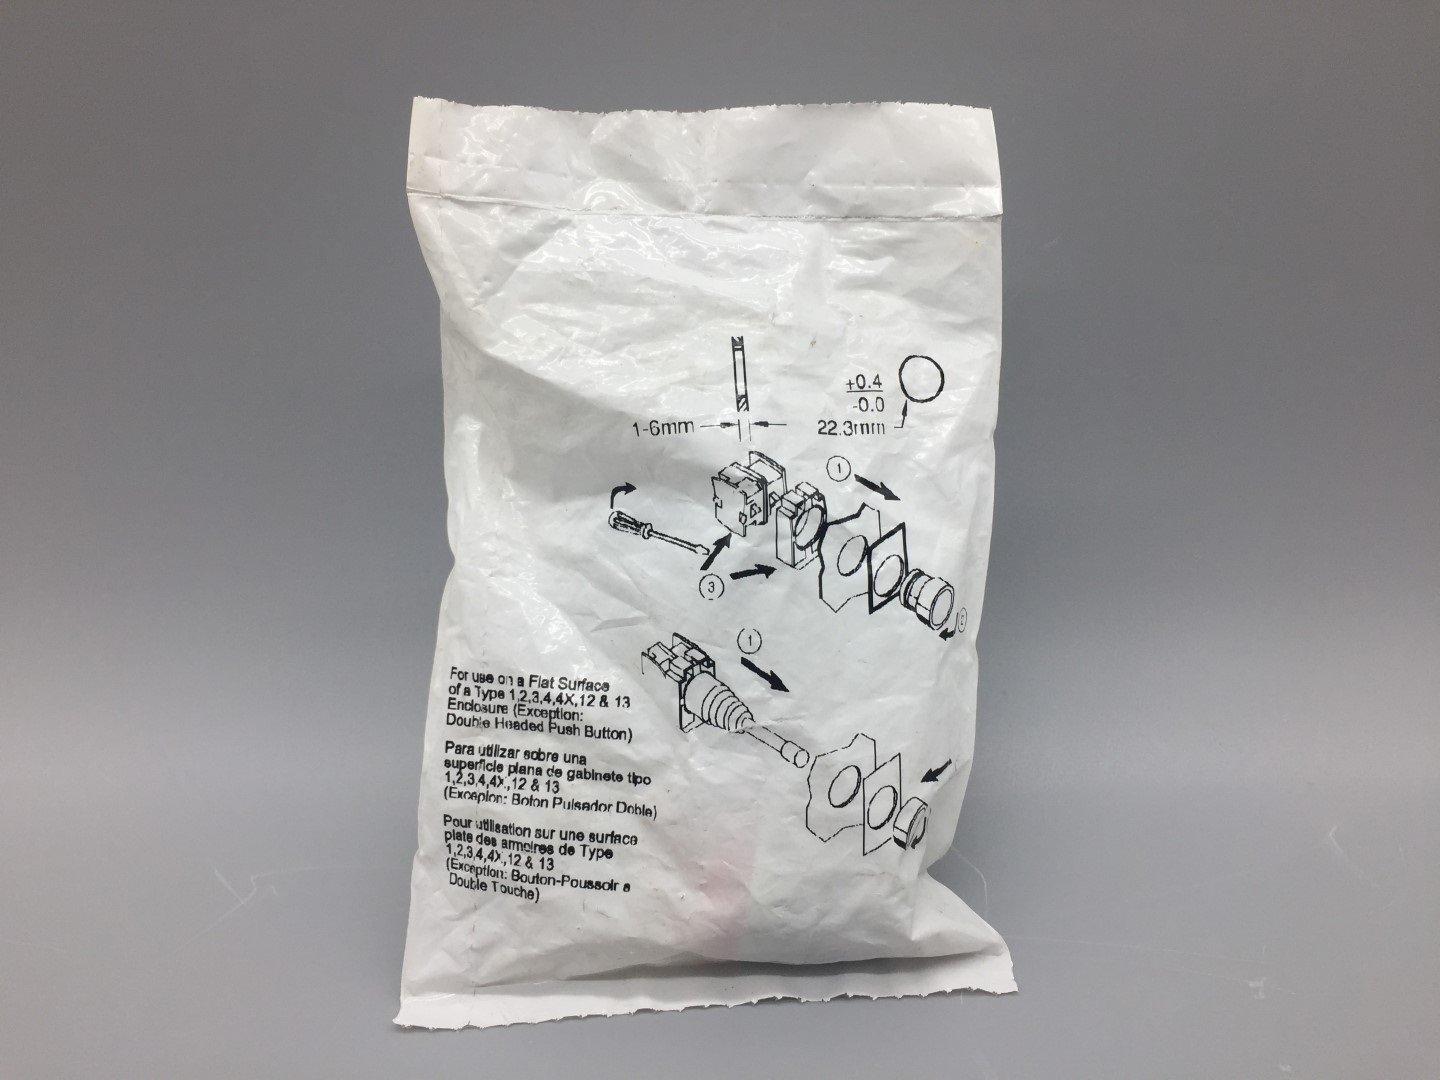 +0.4
-0.0
1-6mm
22.3mm
1
3
2
1
For use on a Flat Surface
of a Type 1,2,3,4,4X,12 & 13
Enclosure (Exception:
Double Headed Push Button)
Para utilizar sobre una
superficie plana de gabinete tipo
1,2,3,4,4X,12 & 13
(Excepion: Boton Pulsador Doble)
Pour utilisation sur une surface
plate des armoires de Type
1,2,3,4,4X,12 & 13
(Exception: Bouton-Poussoir a
Double Touche)